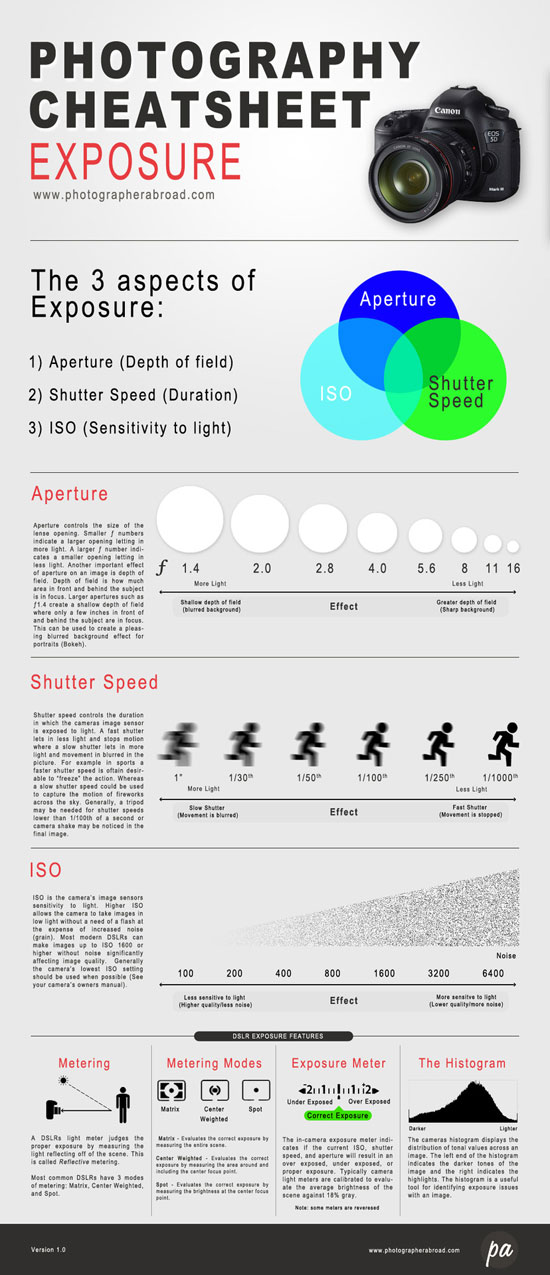 PHOTOGRAPHY
CHEATSHEET
EXPOSURE
www.photographerabroad.com
Canon
EOS
5D
Mark III
The 3 aspects of
Exposure:
1) Aperture (Depth of field)
2) Shutter Speed (Duration)
3) ISO (Sensitivity to light)
Aperture
ISO
Shutter
Speed
Aperture
Aperture controls the size of the
lense opening. Smaller ƒ numbers
indicate a larger opening letting in
more light. A larger ƒ number indi-
cates a smaller opening letting in
less light. Another important effect
of aperture on an image is depth of
field. Depth of field is how much
area in front and behind the subject
is in focus. Larger apertures such as
ƒ1.4 create a shallow depth of field
where only a few inches in front of
and behind the subject are in focus.
This can be used to create a pleas-
ing blurred background effect for
portraits (Bokeh).
ƒ 1.4 2.0 2.8 4.0 5.6 8 11 16
More Light Less Light
Shallow depth of field
(blurred background)
Effect
Greater depth of field
(Sharp background)
Shutter Speed
Shutter speed controls the duration
in which the cameras image sensor
is exposed to light. A fast shutter
lets in less light and stops motion
where a slow shutter lets in more
light and movement in blurred in the
picture. For example in sports a
faster shutter speed is oftain desir-
able to "freeze" the action. Whereas
a slow shutter speed could be used
to capture the motion of fireworks
across the sky. Generally, a tripod
may be needed for shutter speeds
lower than 1/100th of a second or
camera shake may be noticed in the
final image.
1" 1/30th 1/50th 1/100th 1/250th 1/1000th
More Light Less Light
Slow Shutter
(Movement is blurred)
Effect
Fast Shutter
(Movement is stopped)
ISO
ISO is the camera's image sensors
sensitivity to light. Higher ISO
allows the camera to take images in
low light without a need of a flash at
the expense of increased noise
(grain). Most modern DSLRs can
make images up to ISO 1600 or
higher without noise significantly
affecting image quality. Generally
the camera's lowest ISO setting
should be used when possible (See
your camera's owners manual).
Noise
100 200 400 800 1600 3200 6400
Less sensitve to light
(Higher quality/less noise)
Effect
More sensitve to light
(Lower quality/more noise)
DSLR EXPOSURE FEATURES
Metering
A DSLRs light meter judges the
proper exposure by measuring the
light reflecting off of the scene. This
is called Reflective metering.
Most common DSLRs have 3 modes
of metering: Matrix, Center Weighted,
and Spot.
Metering Modes
Matrix Center Spot
Weighted
Matrix - Evaluates the correct exposure by
measuring the entire scene.
Center Weighted - Evaluates the correct
exposure by measuring the area around and
including the center focus point.
Spot - Evaluates the correct exposure by
measuring the brightness at the center focus
point.
Exposure Meter
2 1 1 2
Under Exposed Over Exposed
Correct Exposure
The in-camera exposure meter indi-
cates if the current ISO, shutter
speed, and aperture will result in an
over exposed, under exposed, or
proper exposure. Typically camera
light meters are calibrated to evalu-
ate the average brightness of the
scene against 18% gray.
Note: some meters are reveresed
The Histogram
Darker Lighter
The cameras histogram displays the
distribution of tonal values across an
image. The left end of the histogram
indicates the darker tones of the
image and the right indicates the
highlights. The histogram is a useful
tool for identifying exposure issues
with an image.
Version 1.0
www.photographerabroad.com
pa